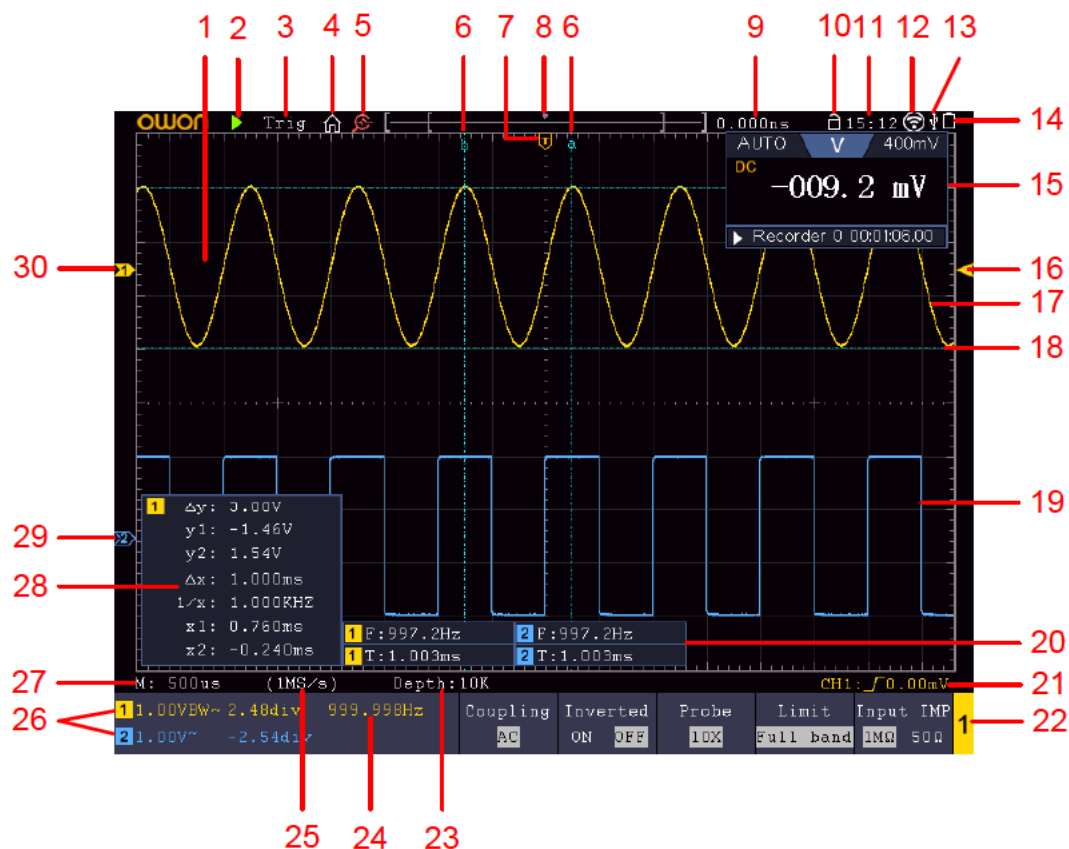 1 2 3 4 5 6 7 8 6 9 10 11 12 13
owon Trig 0.000ns 15:12
14
b T a
AUTO V 400mV
DC
-009.2 mV
15
Recorder 0 00:01:06.00
30 1 16
17
18
19
1 Δy: 3.00V
y1: -1.46V
29 2
y2: 1.54V
28 Δx: 1.000ms
1/x: 1.000KHZ
x1: 0.760ms
x2: -0.240ms
1 F:997.2Hz 2 F:997.2Hz
20
1 T:1.003ms 2 T:1.003ms
27 M: 500us (1MS/s) Depth:10K CH1: 0.00mV 21
26 1 1.00VBW~ 2.48div 999.998Hz Coupling Inverted Probe Limit Input IMP
1 22
2 1.00V~ -2.54div AC ON OFF 10X Full band 1MΩ 50Ω
25 24 23